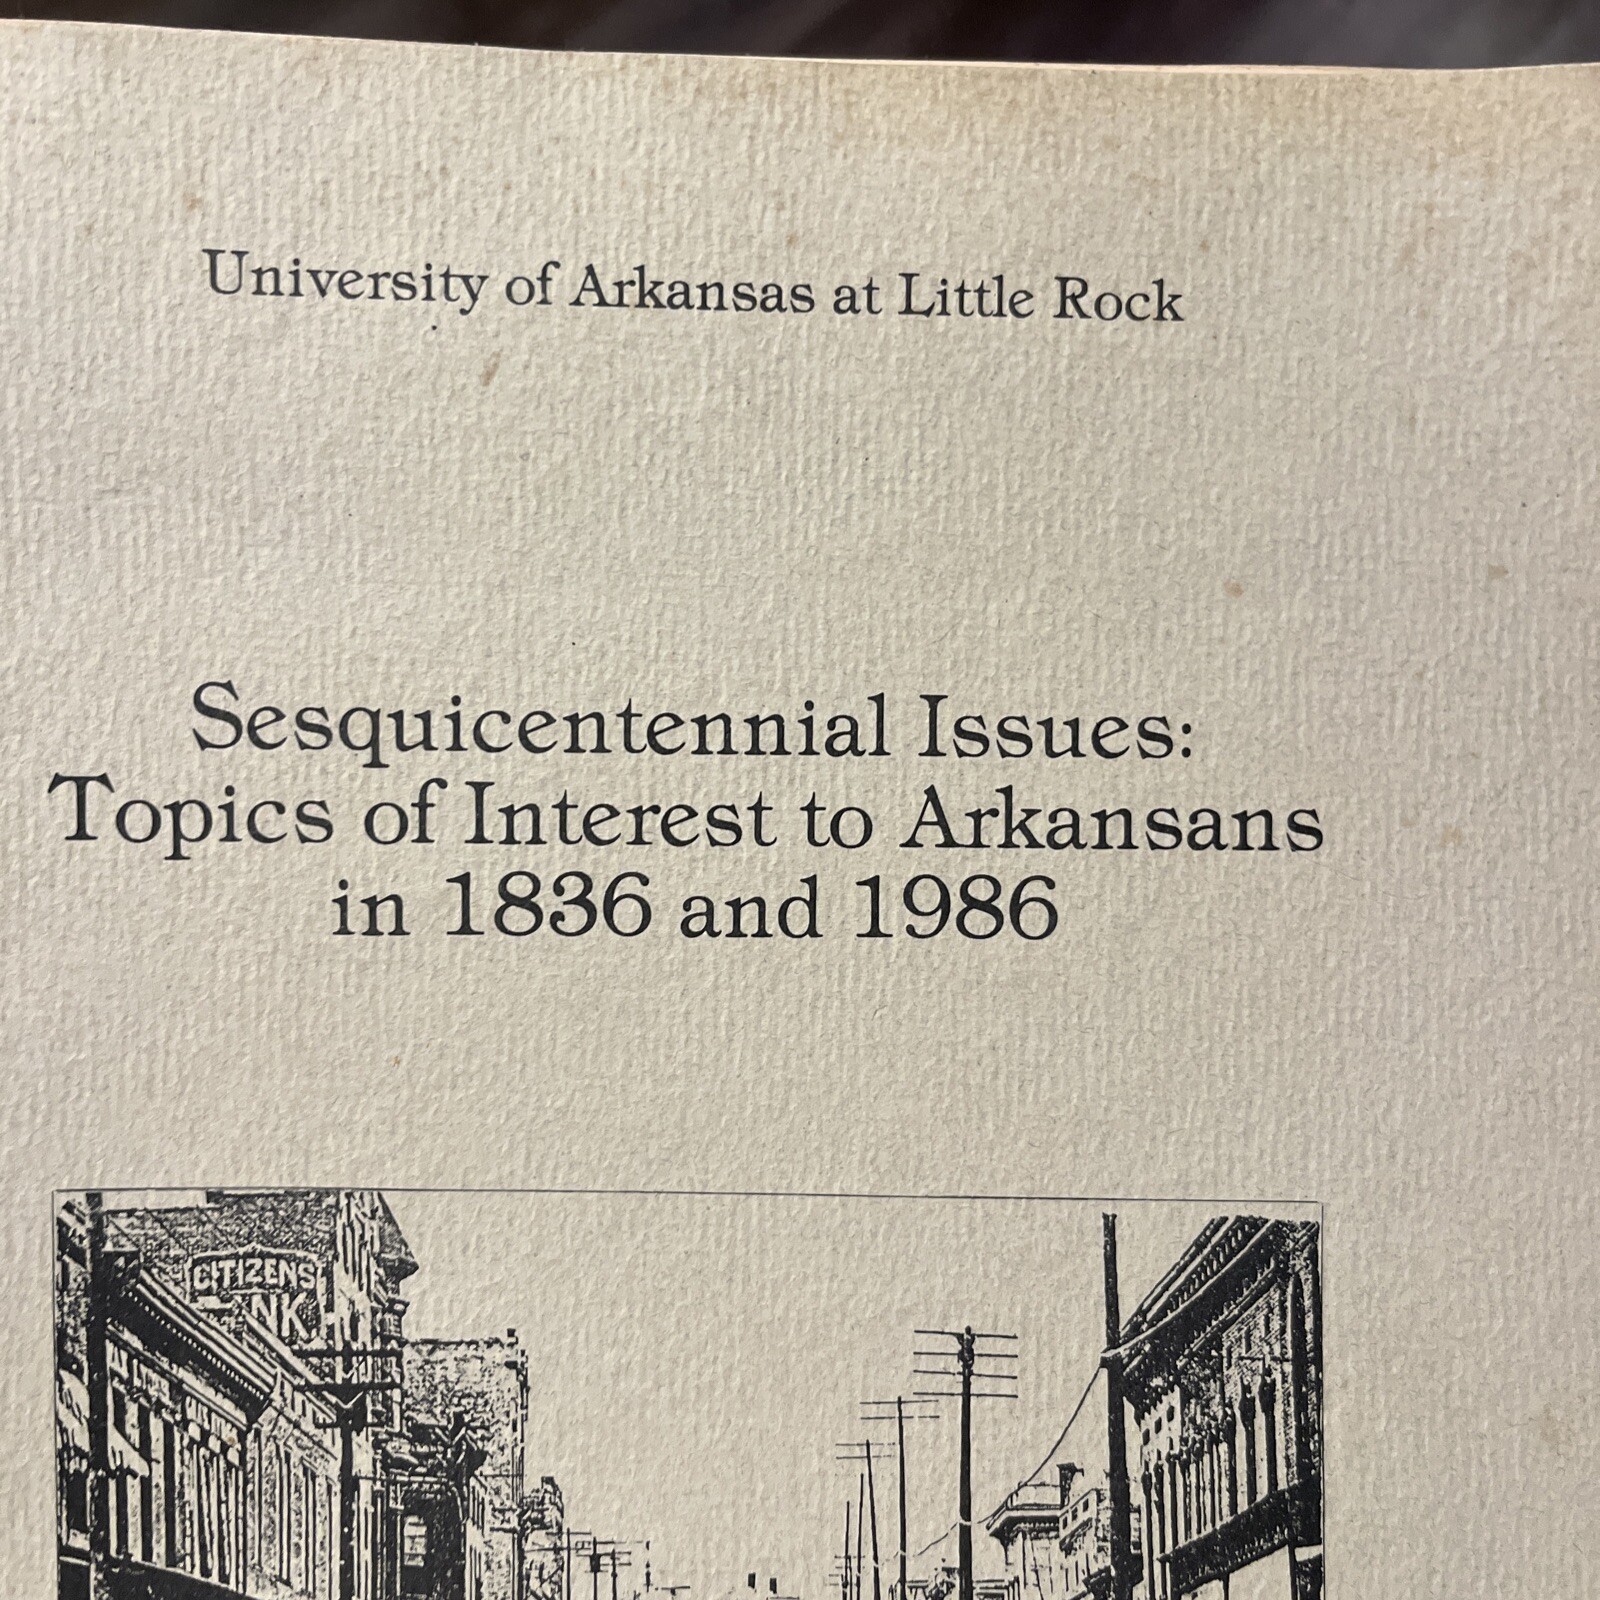 University of Arkansas at Little Rock
Sesquicentennial Issues:
Topics of Interest to Arkansans
in 1836 and 1986
CITIZENS